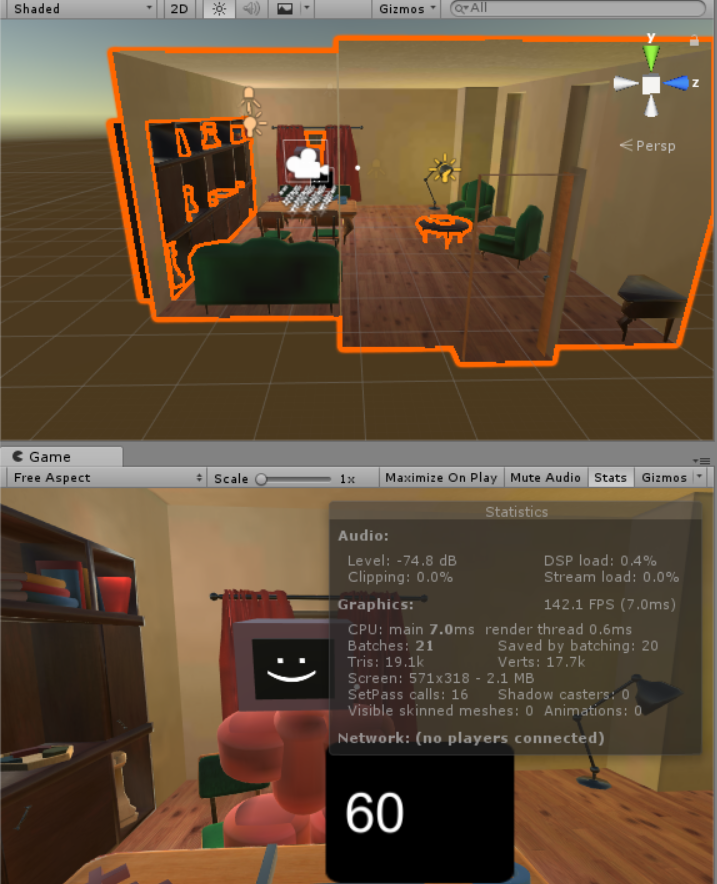 Shaded 2D Gizmos All
y
z
Persp
Game
Free Aspect Scale 1x Maximize On Play Mute Audio Stats Gizmos
Statistics
Audio:
Level: -74.8 dB DSP load: 0.4%
Clipping: 0.0% Stream load: 0.0%
Graphics: 142.1 FPS (7.0ms)
CPU: main 7.0ms render thread 0.6ms
Batches: 21 Saved by batching: 20
Tris: 19.1k Verts: 17.7k
Screen: 571x318 - 2.1 MB
SetPass calls: 16 Shadow casters: 0
Visible skinned meshes: 0 Animations: 0
Network: (no players connected)
60